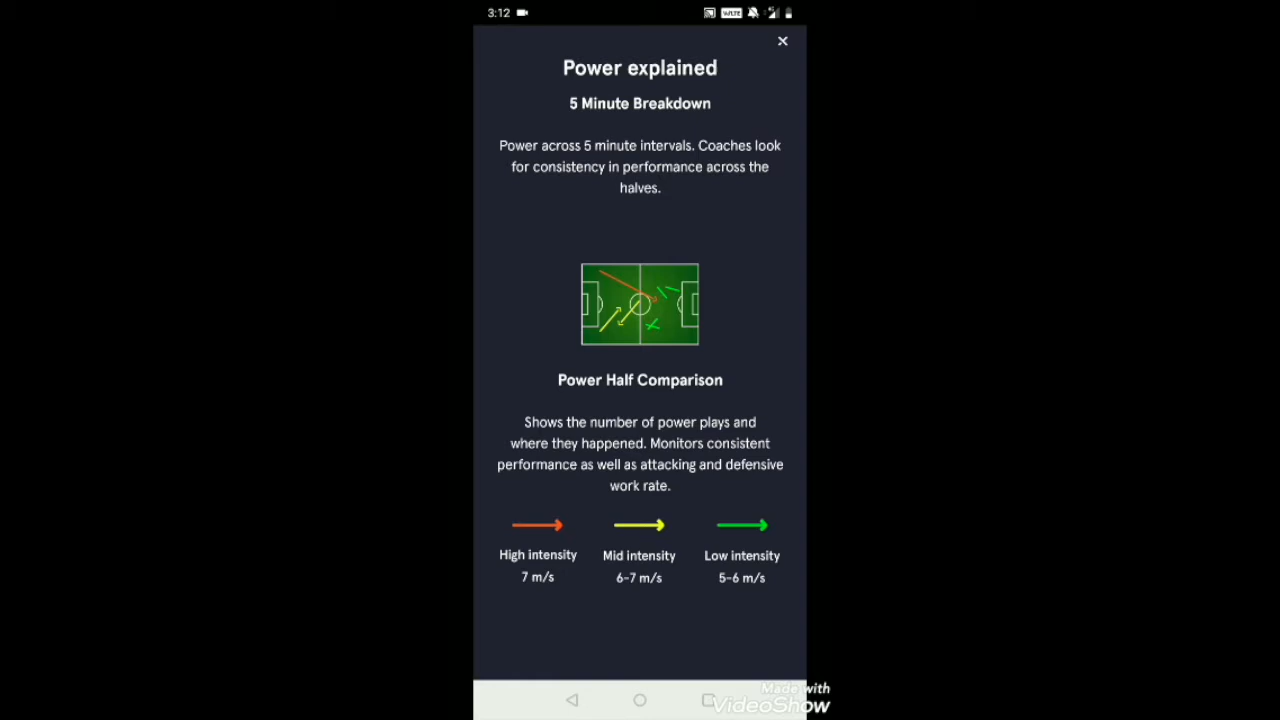 3:12
VoLTE
Power explained
5 Minute Breakdown
Power across 5 minute intervals. Coaches look
for consistency in performance across the
halves.
Power Half Comparison
Shows the number of power plays and
where they happened. Monitors consistent
performance as well as attacking and defensive
work rate.
High intensity Mid intensity Low intensity
7 m/s 6-7 m/s 5-6 m/s
Made with
VideoShow